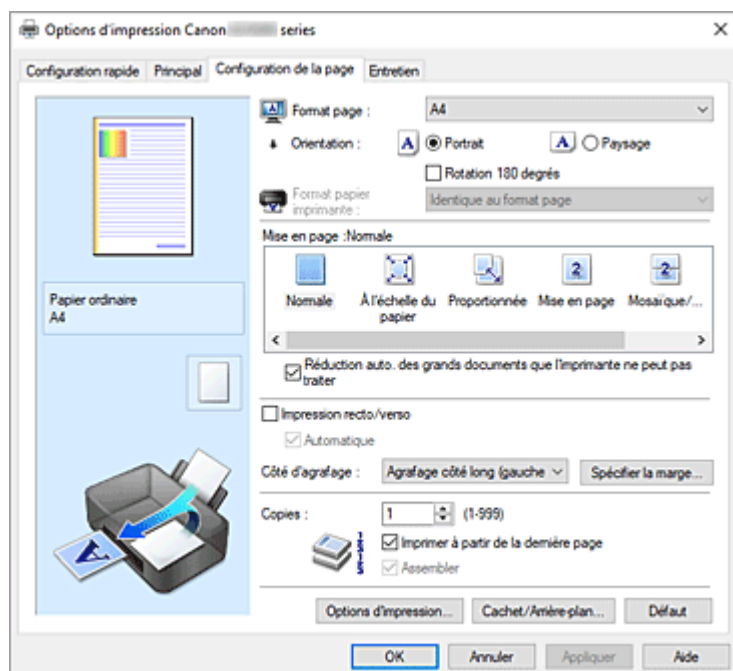 Options d'impression Canon series
Configuration rapide Principal Configuration de la page Entretien
Format page : A4
Orientation : A Portrait A Paysage
Rotation 180 degrés
Format papier imprimante : Identique au format page
Mise en page :Normale
2 2
Normale À l'échelle du papier Proportionnée Mise en page Mosaïque/...
Papier ordinaire
A4
Réduction auto. des grands documents que l'imprimante ne peut pas
traiter
Impression recto/verso
Automatique
Côté d'agrafage : Agrafage côté long (gauche Spécifier la marge...
Copies : 1 (1-999)
Imprimer à partir de la dernière page
Assembler
A
Options d'impression... Cachet/Arrière-plan... Défaut
OK Annuler Appliquer Aide